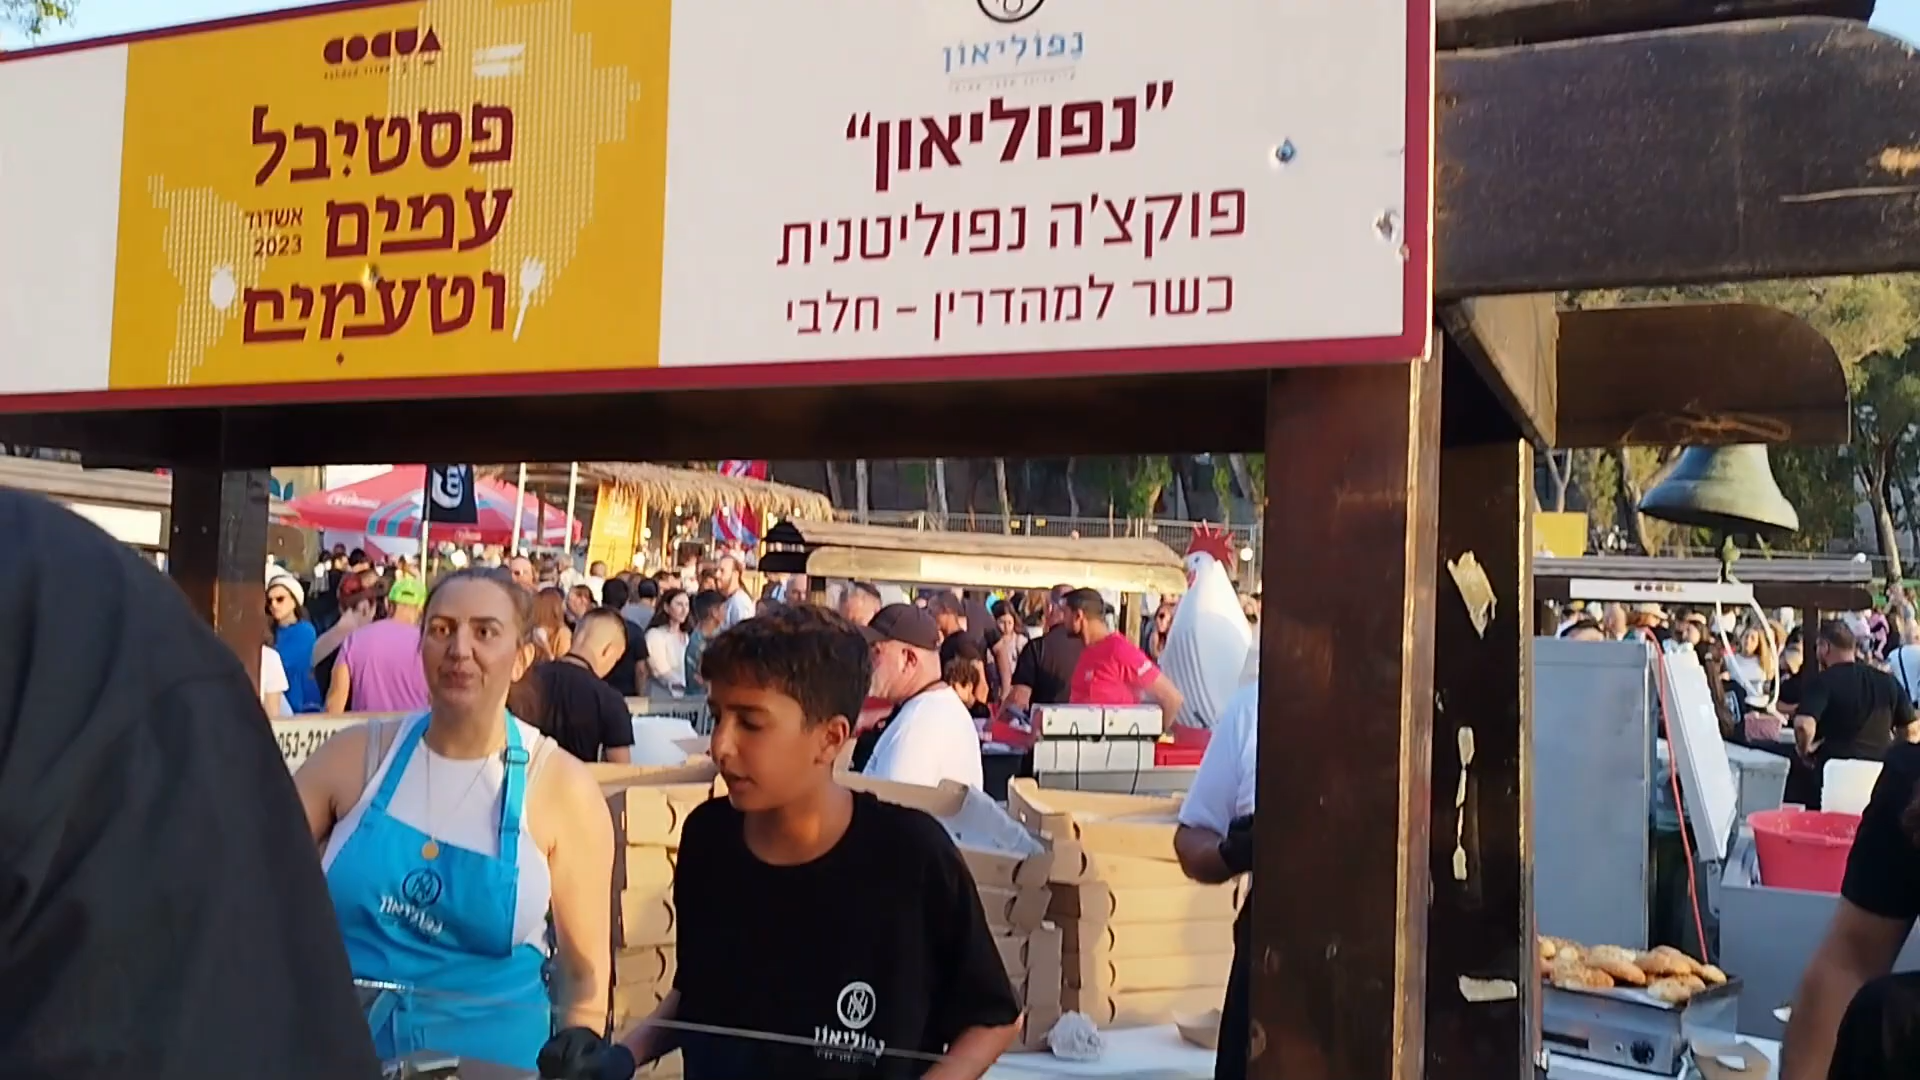 נפוליאון
"נפוליאון"
פוקצ'ה נפוליטנית
כשר למהדרין - חלבי
פסטיבל
עמים
אשדוד
2023
וטעמים
נפוליאון
נפוליאון